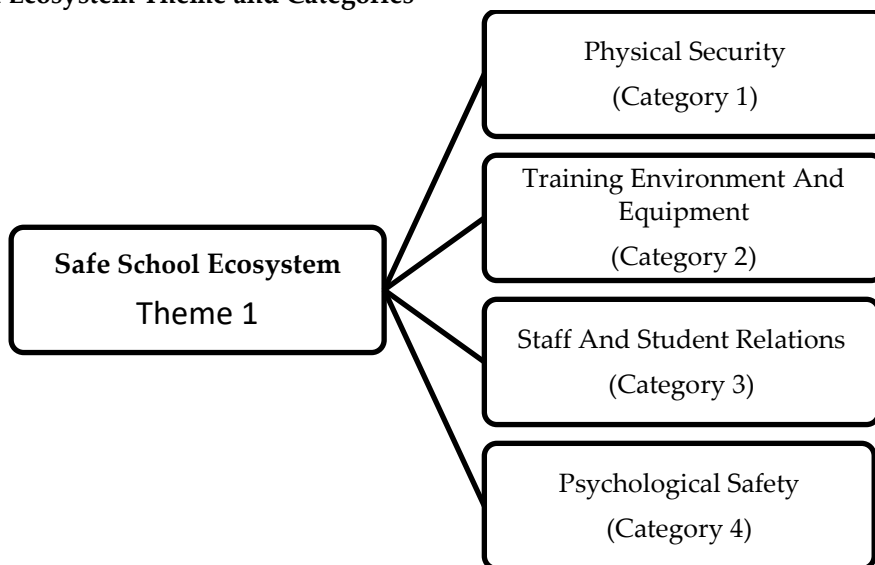 Ecosystem Theme and Categories
Physical Security
(Category 1)
Training Environment And
Equipment
(Category 2)
Safe School Ecosystem
Theme 1
Staff And Student Relations
(Category 3)
Psychological Safety
(Category 4)